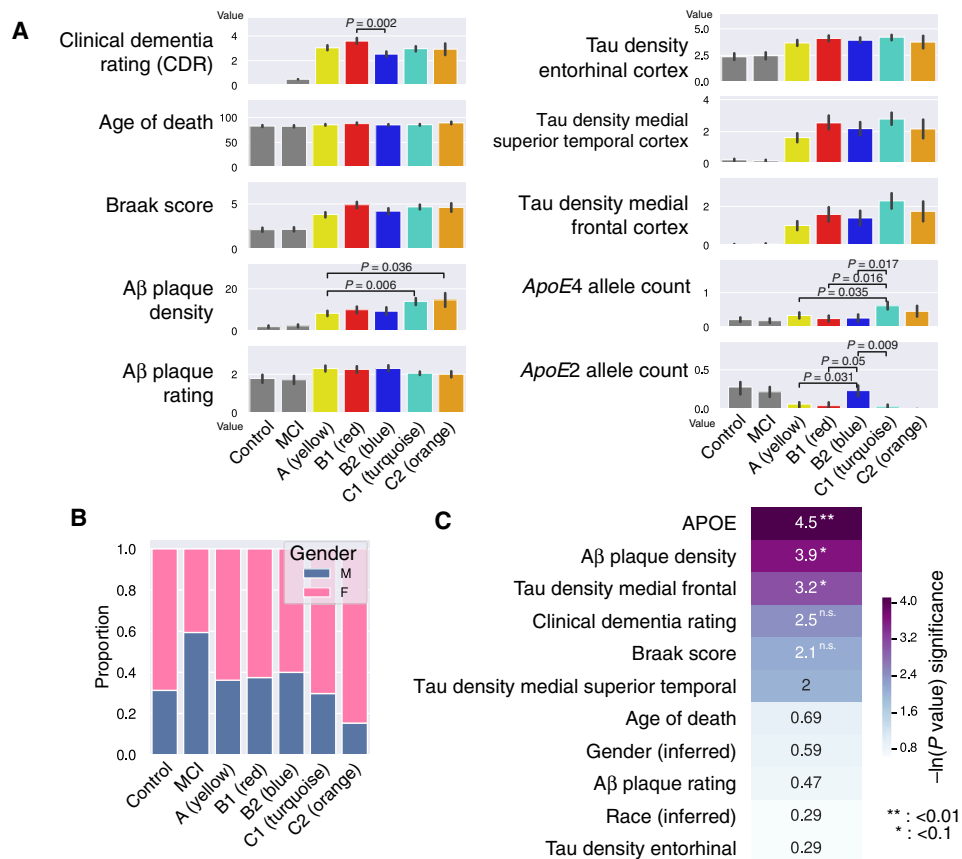 A
Value
Clinical dementia
rating (CDR)
P = 0.002
4
2
0
Age of death
100
50
0
Braak score
5
0
Aβ plaque
density
P = 0.036
P = 0.006
20
0
Aβ plaque
rating
2
0
Value
Control
MCI
A (yellow)
B1 (red)
B2 (blue)
C1 (turquoise)
C2 (orange)
Value
Tau density
entorhinal cortex
5.0
2.5
0.0
Tau density medial
superior temporal cortex
4
2
0
Tau density medial
frontal cortex
2
0
ApoE4 allele count
P = 0.017
P = 0.016
P = 0.035
1
0
ApoE2 allele count
P = 0.009
P = 0.05
P = 0.031
0.5
0.0
Value
Control
MCI
A (yellow)
B1 (red)
B2 (blue)
C1 (turquoise)
C2 (orange)
B
Proportion
1.0
0.8
0.6
0.4
0.2
0.0
Gender
M
F
Control
MCI
A (yellow)
B1 (red)
B2 (blue)
C1 (turquoise)
C2 (orange)
C
APOE 4.5 **
Aβ plaque density 3.9 *
Tau density medial frontal 3.2 *
Clinical dementia rating 2.5 n.s.
Braak score 2.1 n.s.
Tau density medial superior temporal 2
Age of death 0.69
Gender (inferred) 0.59
Aβ plaque rating 0.47
Race (inferred) 0.29
Tau density entorhinal 0.29
4.0
3.2
2.4
1.6
0.8
–ln(P value) significance
** : <0.01
* : <0.1